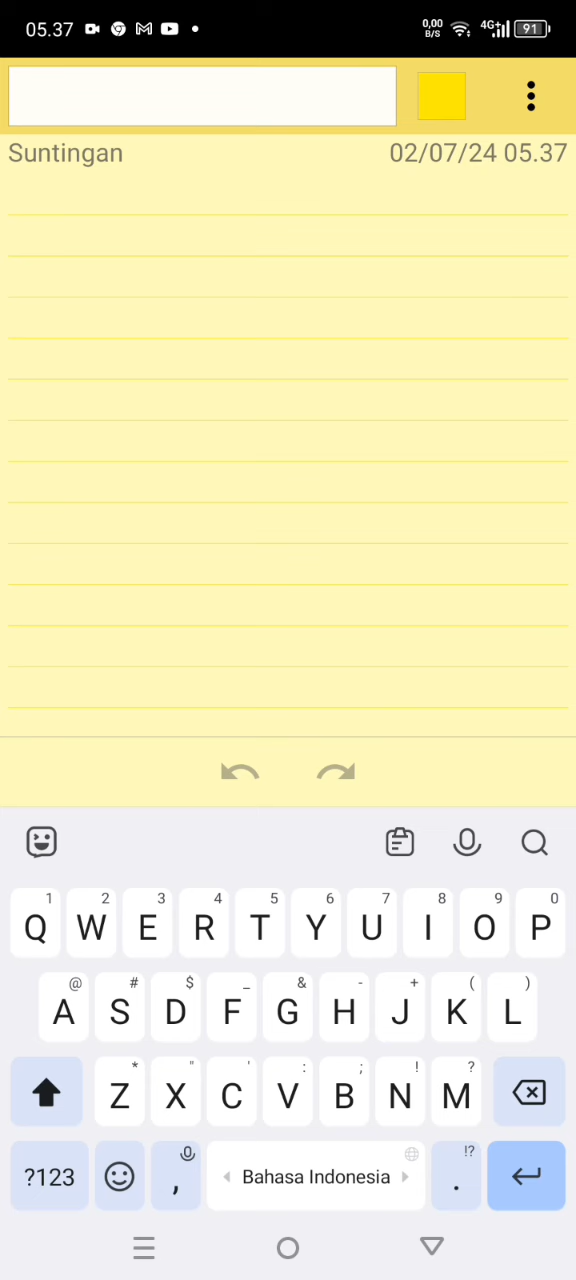 05.37 0,00 B/S 4G+ 91
Suntingan 02/07/24 05.37
1 2 3 4 5 6 7 8 9 0
Q W E R T Y U I O P
@ # $ _ & - + ( )
A S D F G H J K L
* " ' : ; ! ?
Z X C V B N M
!?
?123 , Bahasa Indonesia .